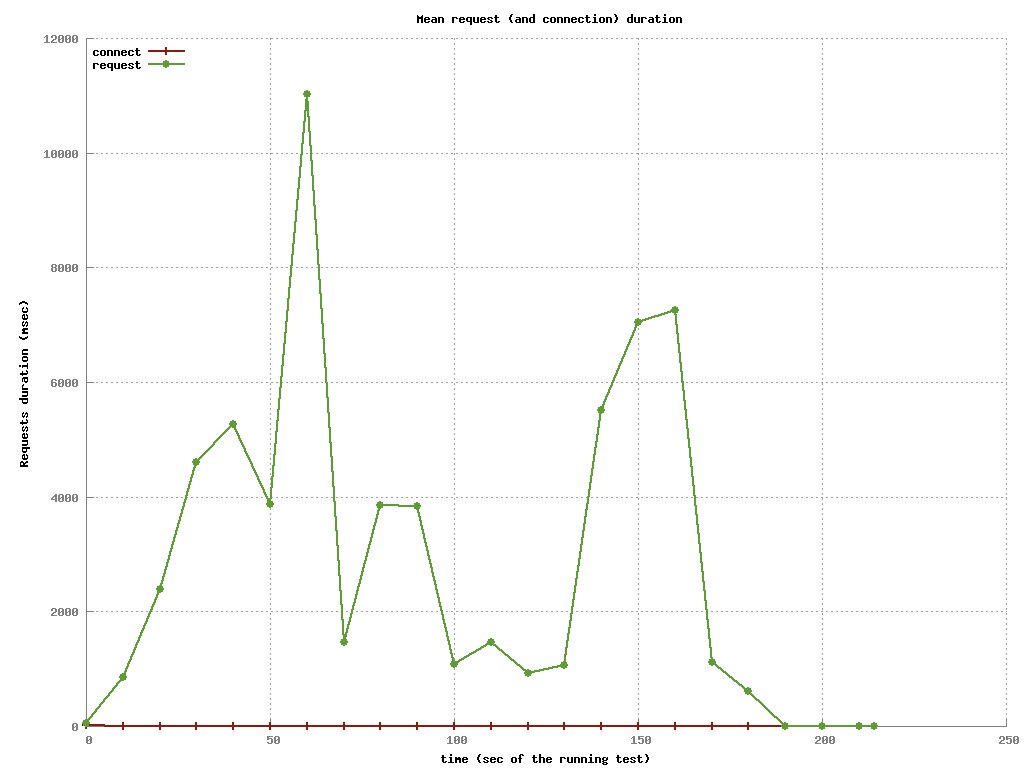 Mean request (and connection) duration
12000
connect
request
10000
8000
6000
4000
2000
0
Requests duration (msec)
0 50 100 150 200 250
time (sec of the running test)